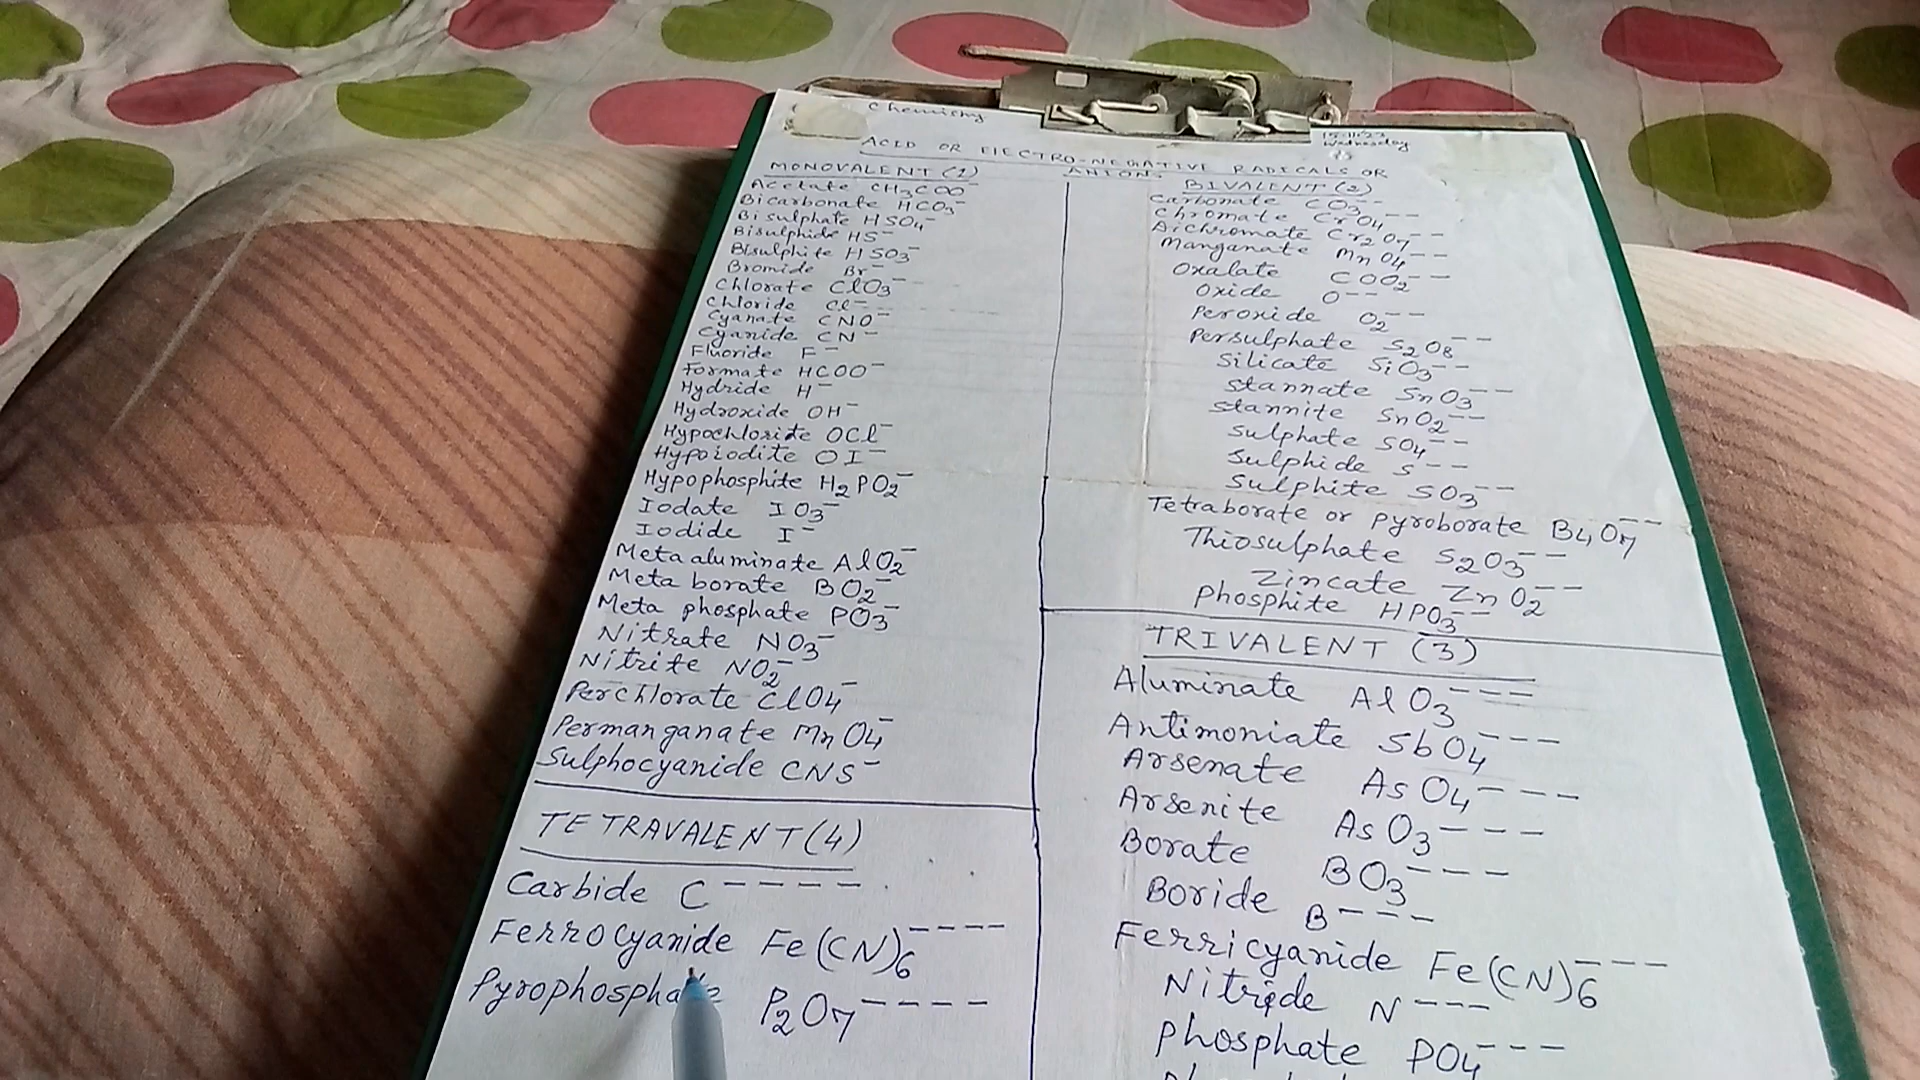 Chemistry
15-11-23
Wednesday
ACID OR ELECTRO-NEGATIVE RADICALS OR
ANIONS
MONOVALENT (1)
Acetate CH3COO-
Bicarbonate HCO3-
Bisulphate HSO4-
Bisulphide HS-
Bisulphite HSO3-
Bromide Br-
Chlorate ClO3-
Chloride Cl-
Cyanate CNO-
Cyanide CN-
Fluoride F-
Formate HCOO-
Hydride H-
Hydroxide OH-
Hypochloride OCl-
Hypoiodite OI-
Hypophosphite H2PO2-
Iodate IO3-
Iodide I-
Meta aluminate AlO2-
Meta borate BO2-
Meta phosphate PO3-
Nitrate NO3-
Nitrite NO2-
Perchlorate ClO4-
Permanganate MnO4-
Sulphocyanide CNS-
TETRAVALENT (4)
Carbide C----
Ferrocyanide Fe(CN)6----
Pyrophosphate P2O7----
BIVALENT (2)
Carbonate CO3--
Chromate CrO4--
Dichromate Cr2O7--
Manganate MnO4--
Oxalate COO2--
Oxide O--
Peroxide O2--
Persulphate S2O8--
Silicate SiO3--
Stannate SnO3--
Stannite SnO2--
Sulphate SO4--
Sulphide S--
Sulphite SO3--
Tetraborate or pyroborate B4O7--
Thiosulphate S2O3--
Zincate ZnO2--
Phosphite HPO3--
TRIVALENT (3)
Aluminate AlO3---
Antimoniate SbO4---
Arsenate AsO4---
Arsenite AsO3---
Borate BO3---
Boride B---
Ferricyanide Fe(CN)6---
Nitride N---
Phosphate PO4---